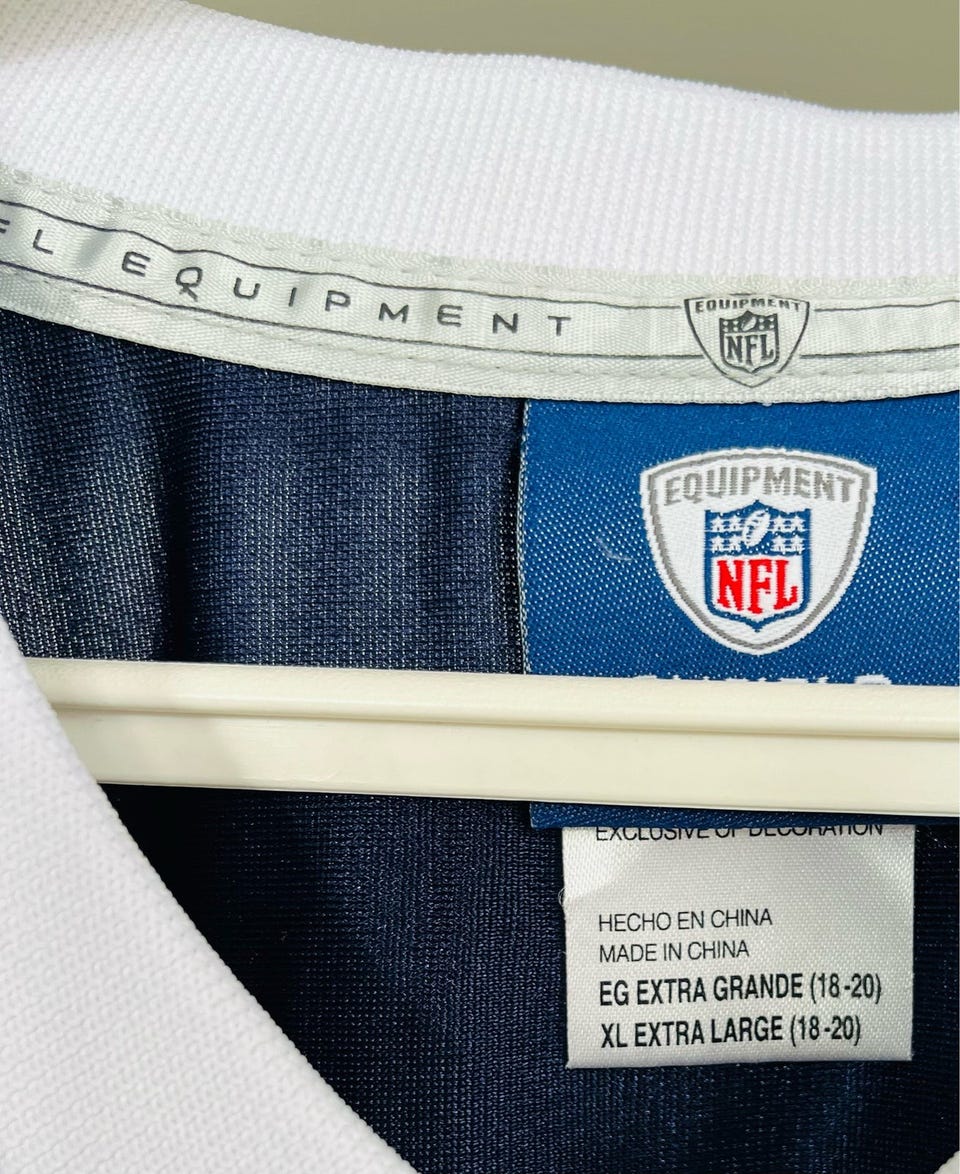 FL EQUIPMENT
EQUIPMENT
NFL
EQUIPMENT
NFL
EXCLUSIVE OF DECORATION
HECHO EN CHINA
MADE IN CHINA
EG EXTRA GRANDE (18-20)
XL EXTRA LARGE (18-20)